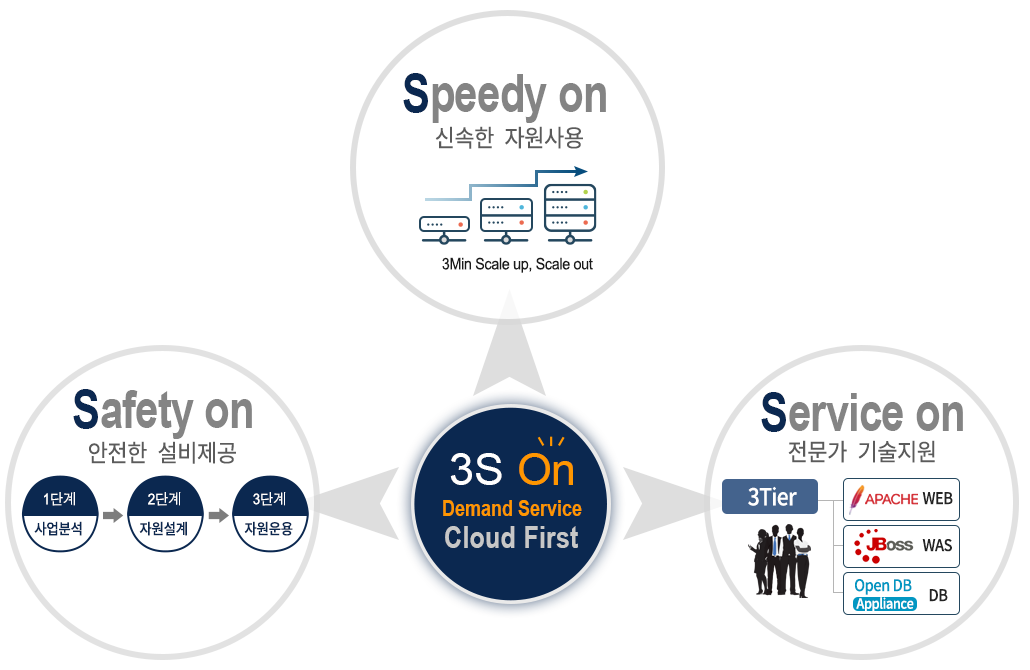 Speedy on
신속한 자원사용
3Min Scale up, Scale out
Safety on
안전한 설비제공
1단계
사업분석
2단계
자원설계
3단계
자원운용
3S On
Demand Service
Cloud First
Service on
전문가 기술지원
3Tier
APACHE WEB
JBoss WAS
Open DB
Appliance
DB